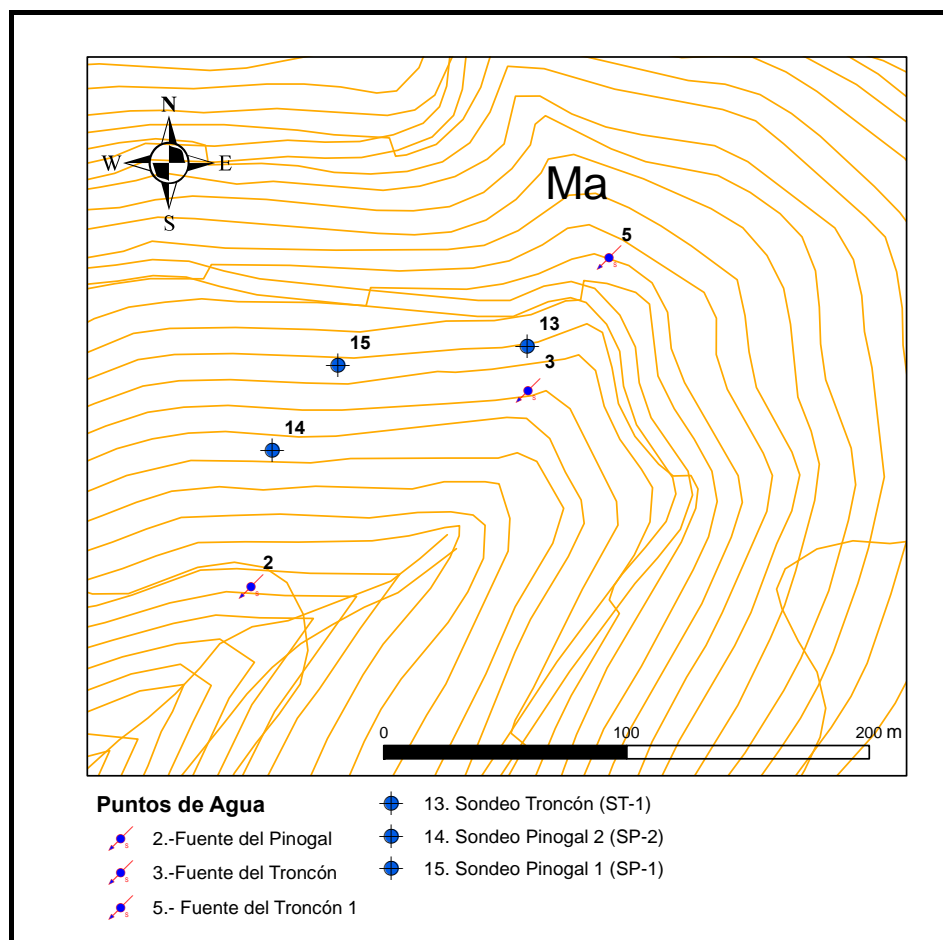 N
W E
S
Ma
5
13
15
3
14
2
0 100 200 m
Puntos de Agua
2.-Fuente del Pinogal
3.-Fuente del Troncón
5.- Fuente del Troncón 1
13. Sondeo Troncón (ST-1)
14. Sondeo Pinogal 2 (SP-2)
15. Sondeo Pinogal 1 (SP-1)